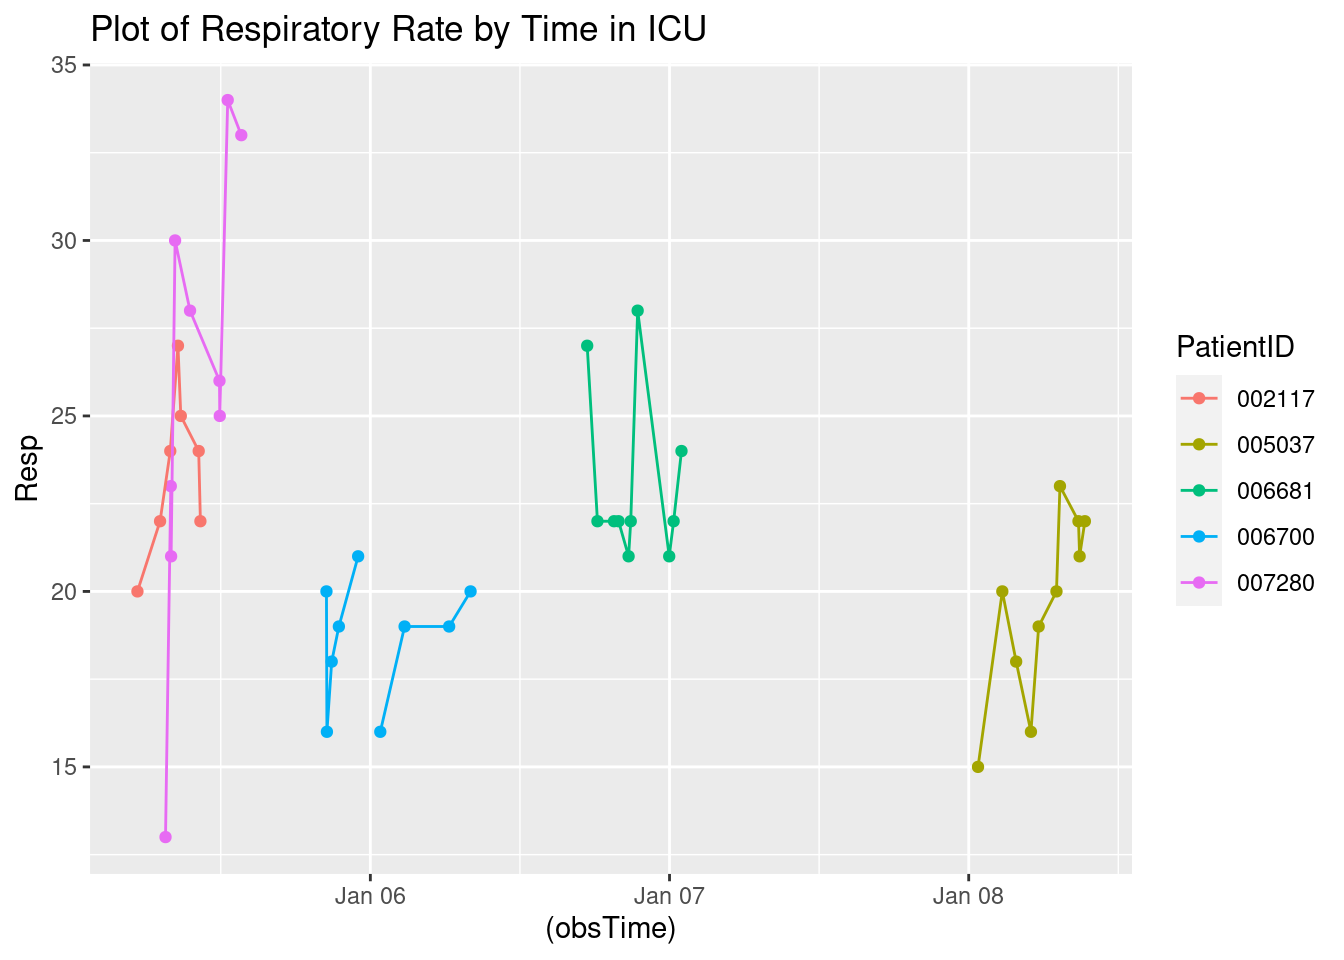 Plot of Respiratory Rate by Time in ICU
35
30
25
20
15
Resp
Jan 06
Jan 07
Jan 08
(obsTime)
PatientID
002117
005037
006681
006700
007280